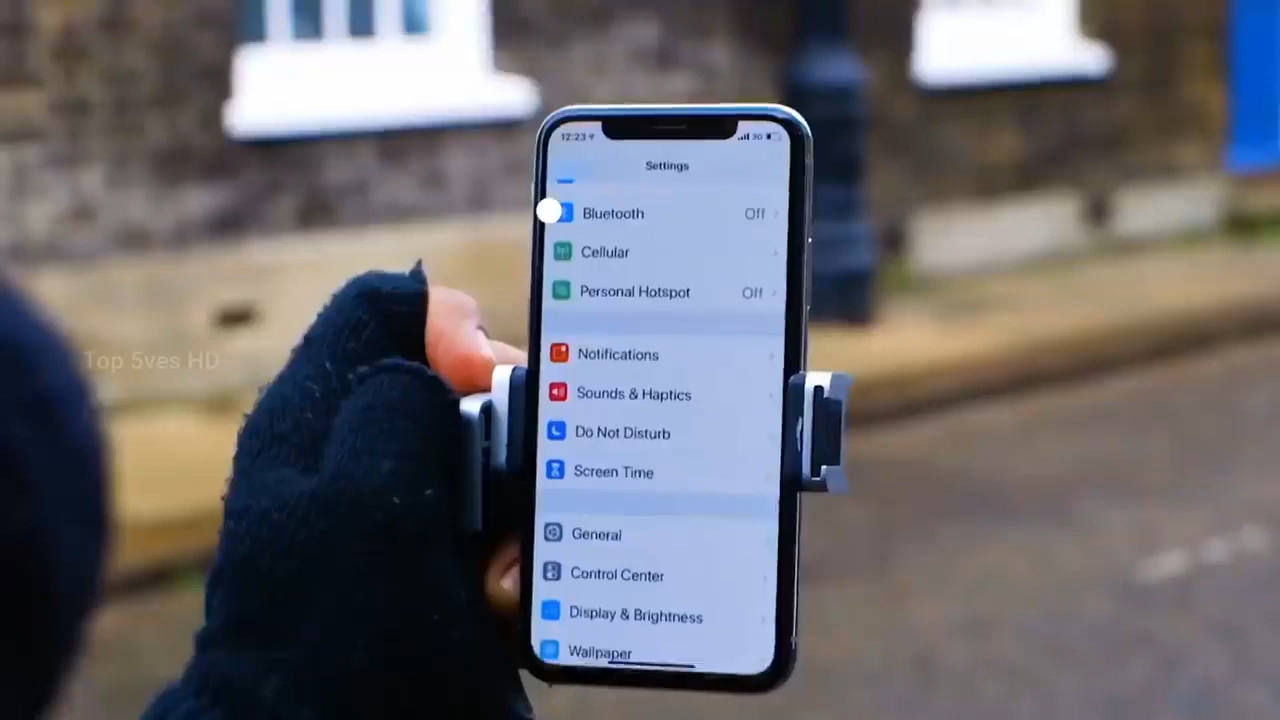 12:23 3G
Settings
Bluetooth Off
Cellular
Personal Hotspot Off
Notifications
Top 5ves HD
Sounds & Haptics
Do Not Disturb
Screen Time
General
Control Center
Display & Brightness
Wallpaper